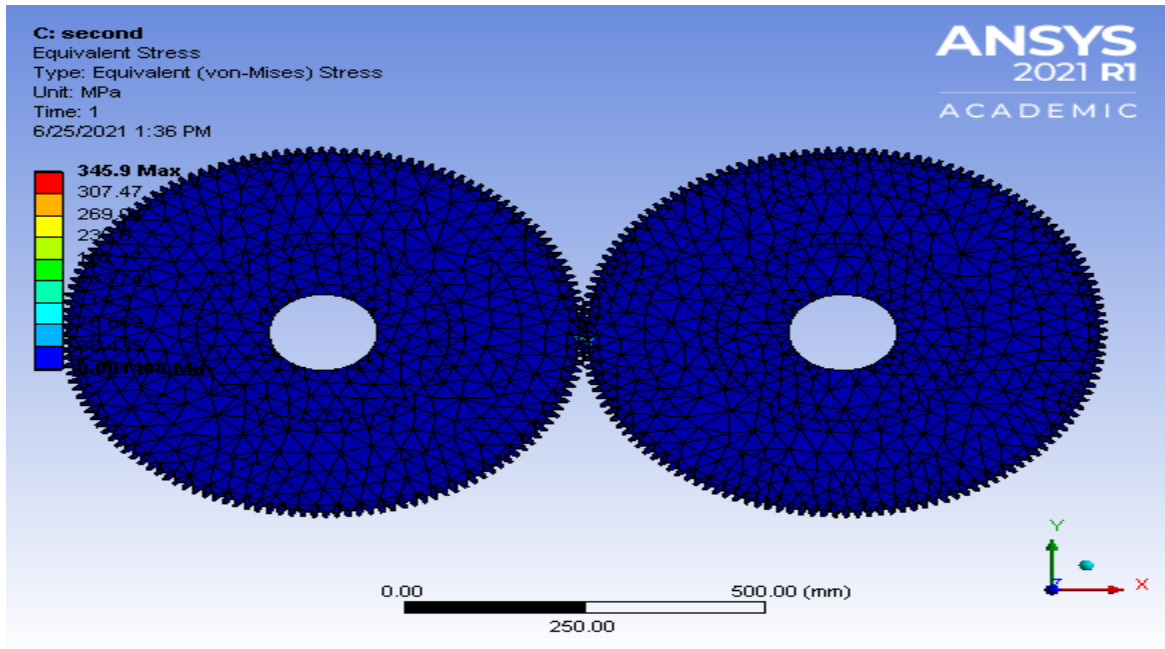 C: second
Equivalent Stress
Type: Equivalent (von-Mises) Stress
Unit: MPa
Time: 1
6/25/2021 1:36 PM
ANSYS
2021 R1
ACADEMIC
345.9 Max
307.47
Y
X
0.00
500.00 (mm)
250.00